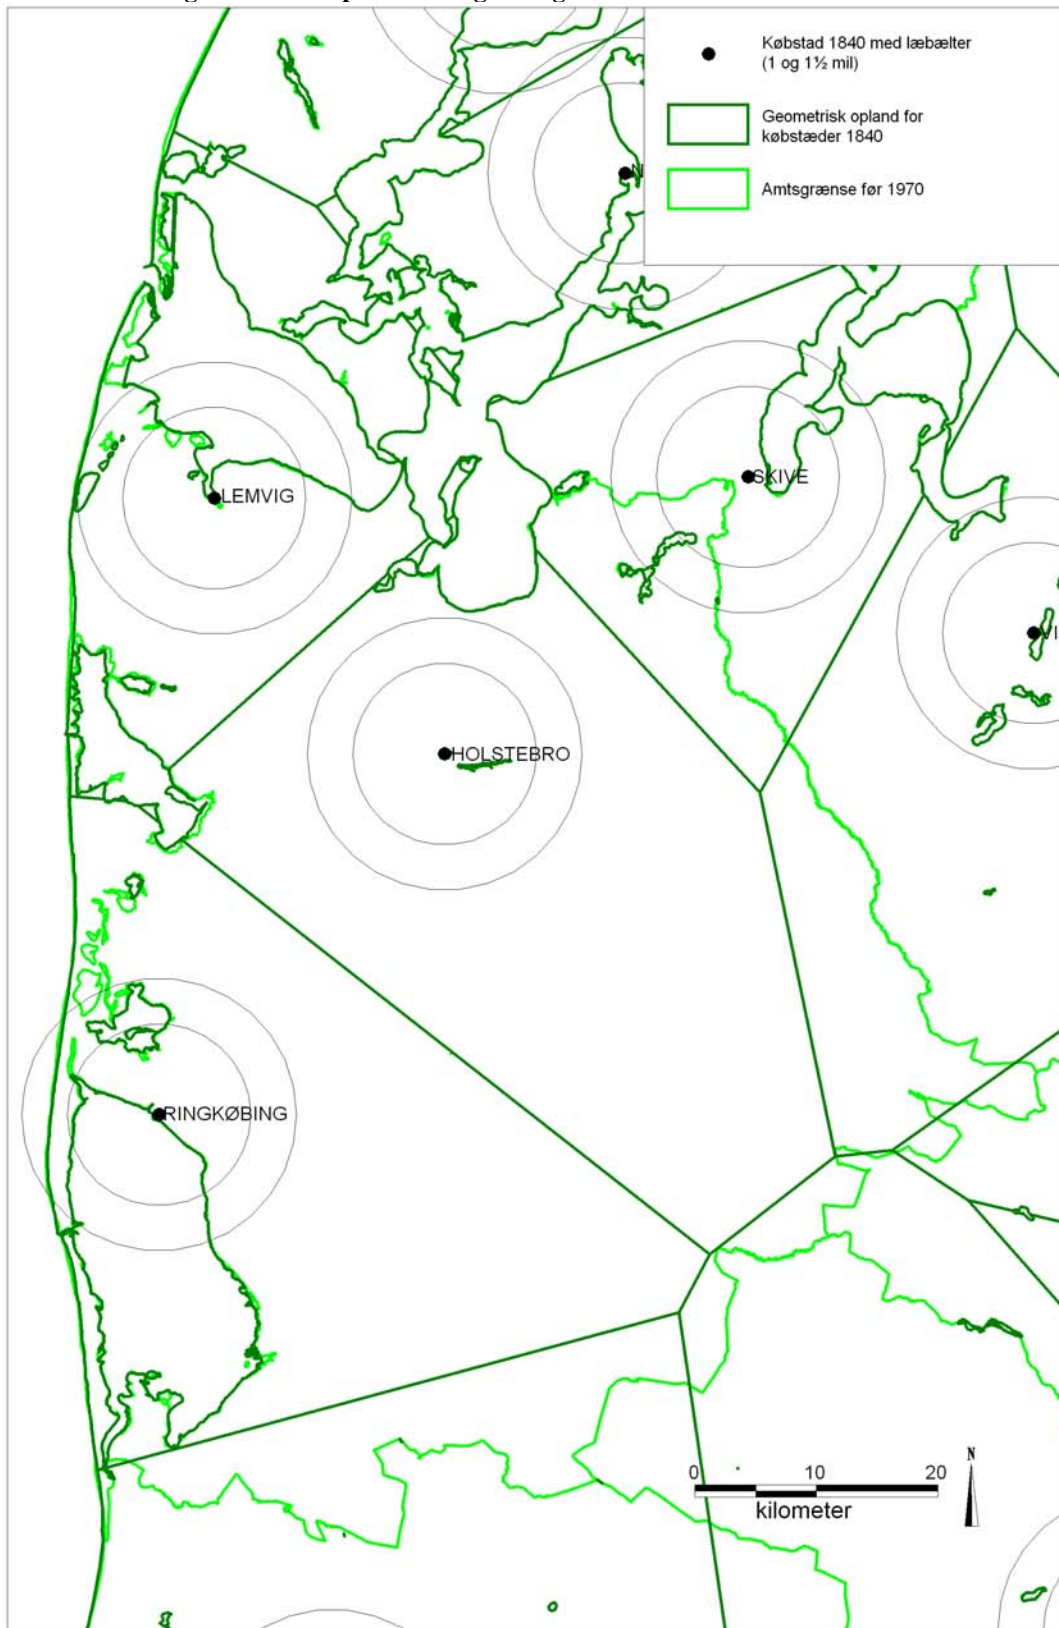 Købstad 1840 med læbælter
(1 og 1½ mil)
Geometrisk opland for
købstæder 1840
Amtsgrænse før 1970
N
SKIVE
LEMVIG
VI
HOLSTEBRO
RINGKØBING
N
0 10 20
kilometer